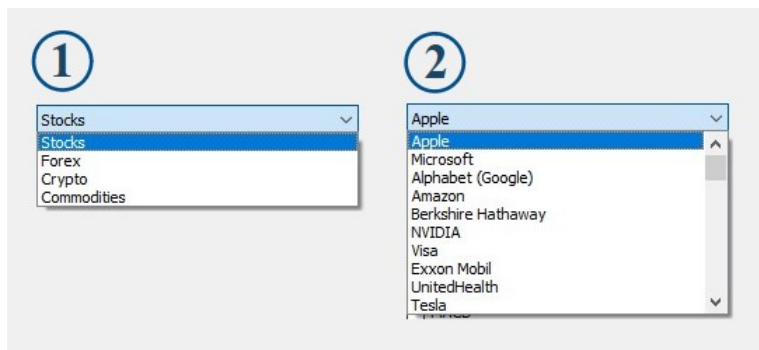 1
2
Stocks
Stocks
Forex
Crypto
Commodities
Apple
Apple
Microsoft
Alphabet (Google)
Amazon
Berkshire Hathaway
NVIDIA
Visa
Exxon Mobil
UnitedHealth
Tesla